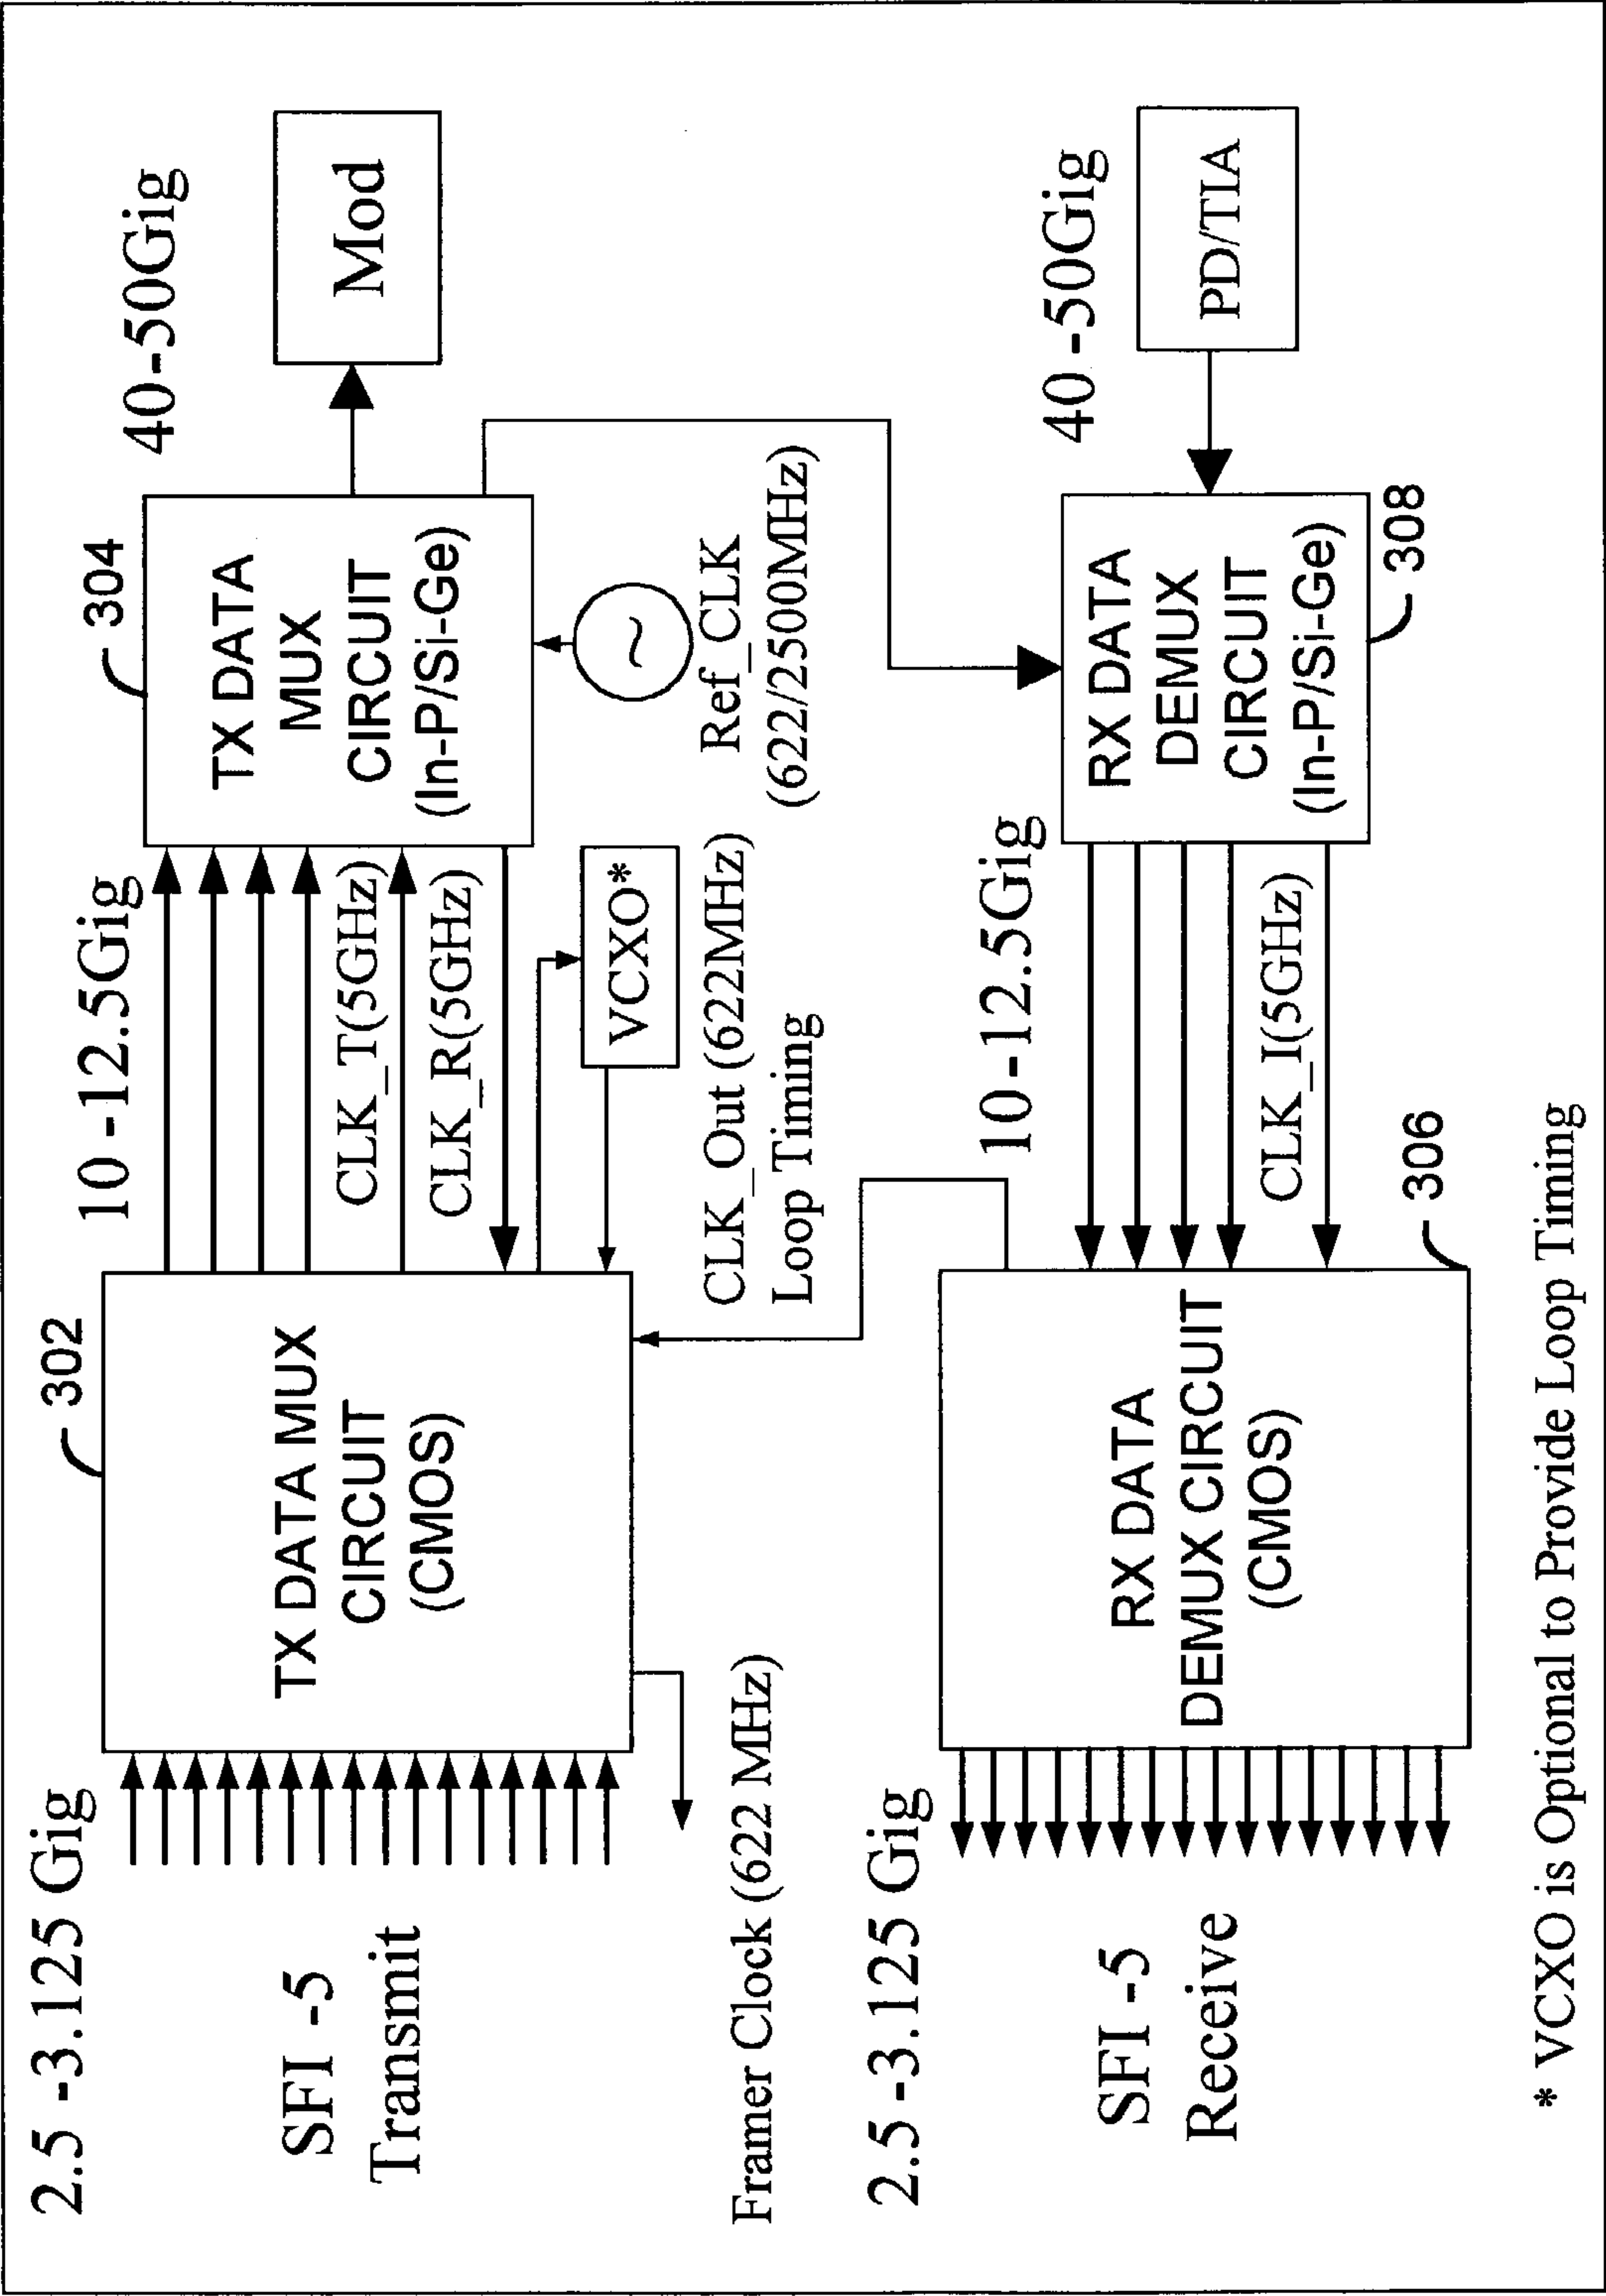 2.5 -3.125 Gig
SFI -5
Transmit
302
TX DATA MUX
CIRCUIT
(CMOS)
Framer Clock (622 MHz)
10 -12.5Gig
CLK_T(5GHz)
CLK_R(5GHz)
VCXO*
CLK_Out (622MHz)
Loop Timing
304
TX DATA
MUX
CIRCUIT
(In-P/Si-Ge)
~
Ref_CLK
(622/2500MHz)
40-50Gig
Mod
2.5 -3.125 Gig
SFI -5
Receive
RX DATA
DEMUX CIRCUIT
(CMOS)
306
10 -12.5Gig
CLK_I(5GHz)
RX DATA
DEMUX
CIRCUIT
(In-P/Si-Ge)
308
40 -50Gig
PD/TIA
* VCXO is Optional to Provide Loop Timing